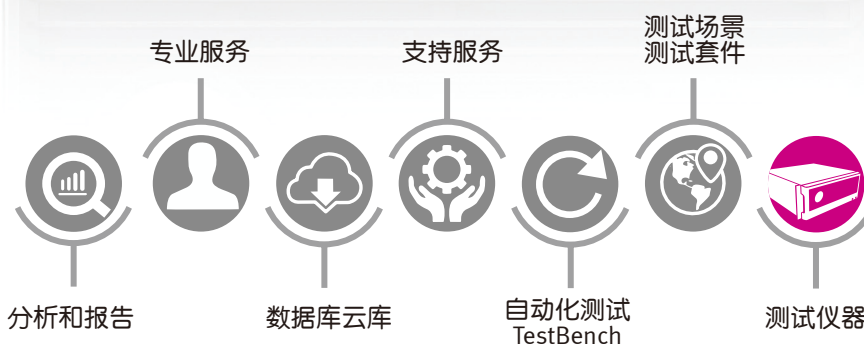 专业服务
支持服务
测试场景
测试套件
分析和报告
数据库云库
自动化测试
TestBench
测试仪器